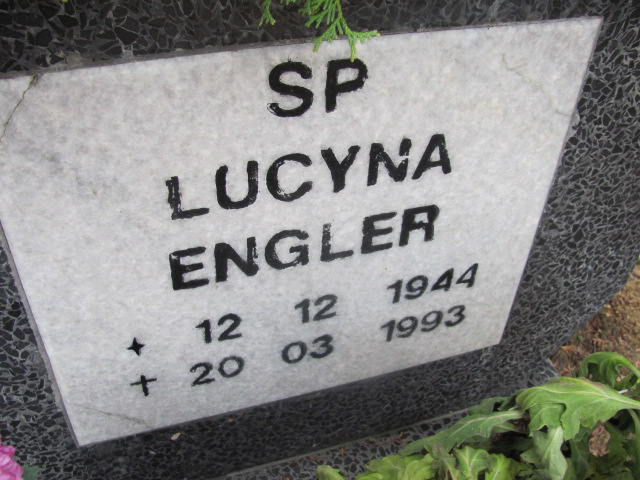 SP
LUCYNA
ENGLER
✦ 12 12 1944
+ 20 03 1993